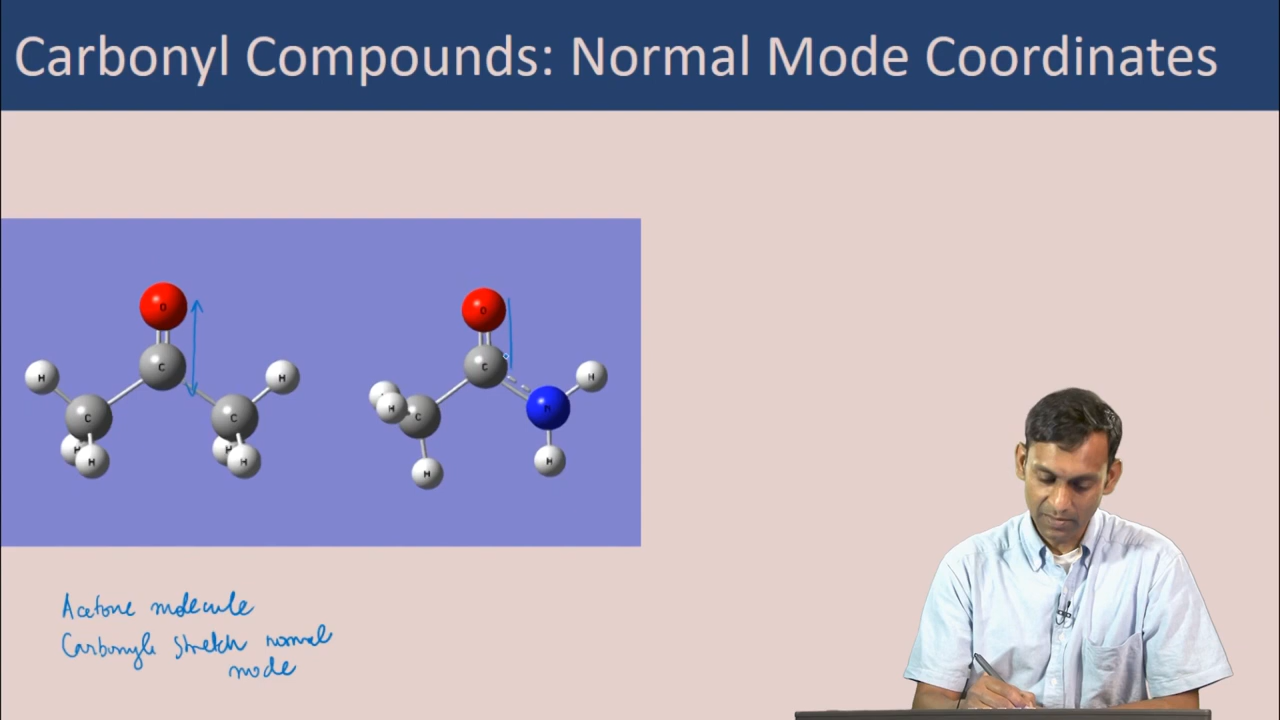 Carbonyl Compounds: Normal Mode Coordinates
O
O
C
C
H
H
H
H
C
C
C
N
H
H
H
H
H
H
Acetone molecule
Carbonyle stretch normal
mode